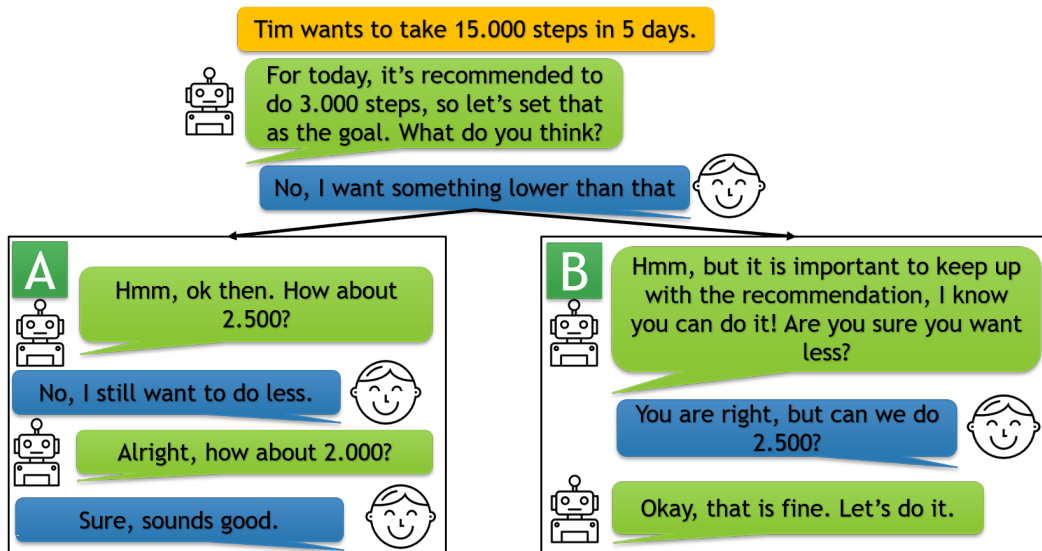 Tim wants to take 15.000 steps in 5 days.
For today, it's recommended to
do 3.000 steps, so let's set that
as the goal. What do you think?
No, I want something lower than that
A
Hmm, ok then. How about
2.500?
No, I still want to do less.
Alright, how about 2.000?
Sure, sounds good.
B
Hmm, but it is important to keep up
with the recommendation, I know
you can do it! Are you sure you want
less?
You are right, but can we do
2.500?
Okay, that is fine. Let's do it.